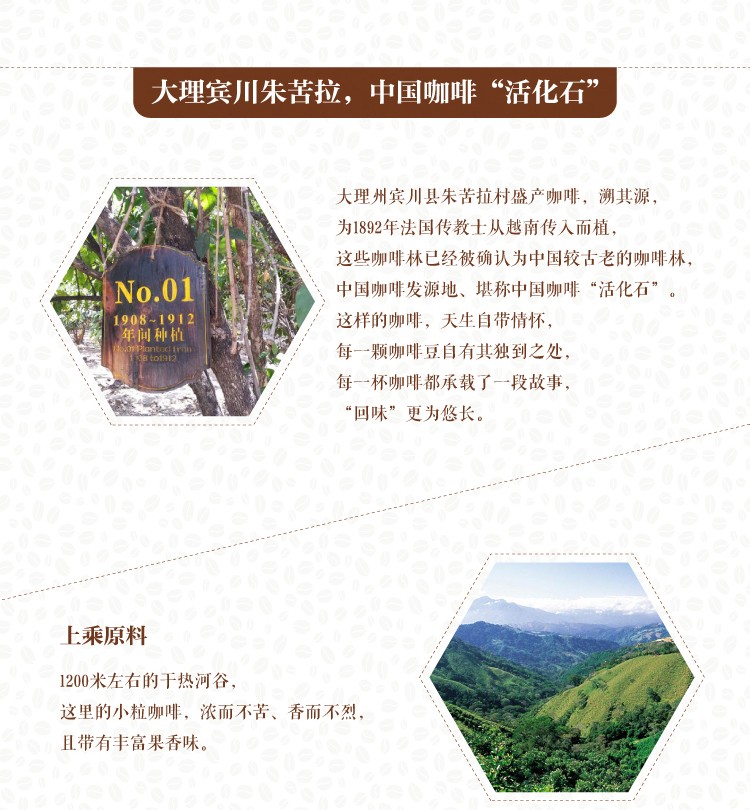 大理宾川朱苦拉，中国咖啡“活化石”
No.01
1908~1912
年间种植
大理州宾川县朱苦拉村盛产咖啡，溯其源，
为1892年法国传教士从越南传入而植，
这些咖啡林已经被确认为中国较古老的咖啡林，
中国咖啡发源地、堪称中国咖啡“活化石”。
这样的咖啡，天生自带情怀，
每一颗咖啡豆自有其独到之处，
每一杯咖啡都承载了一段故事，
“回味”更为悠长。
上乘原料
1200米左右的干热河谷，
这里的小粒咖啡，浓而不苦、香而不烈，
且带有丰富果香味。